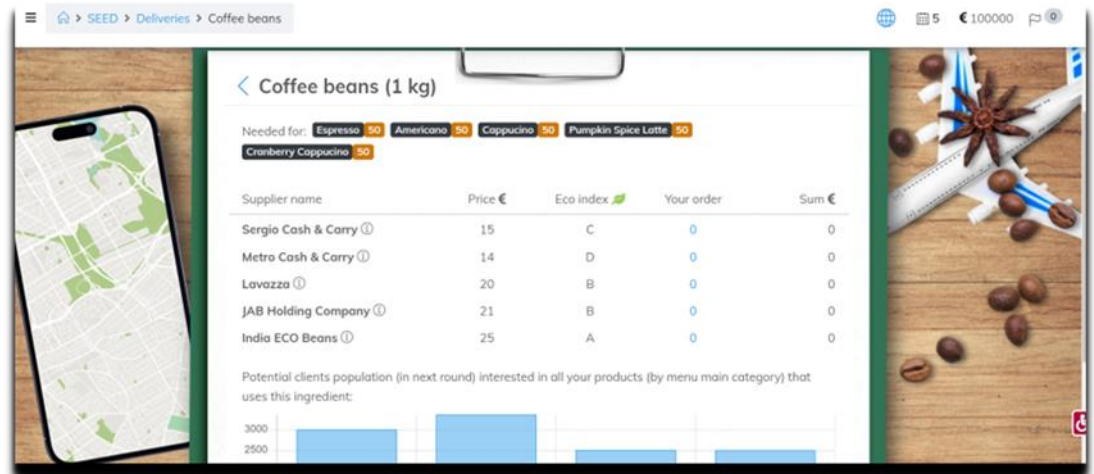 SEED > Deliveries > Coffee beans 5 € 100000 0
Coffee beans (1 kg)
Needed for: Espresso 50 Americano 50 Cappucino 50 Pumpkin Spice Latte 50
Cranberry Cappucino 50
Supplier name Price € Eco index Your order Sum €
Sergio Cash & Carry 15 C 0 0
Metro Cash & Carry 14 D 0 0
Lavazza 20 B 0 0
JAB Holding Company 21 B 0 0
India ECO Beans 25 A 0 0
Potential clients population (in next round) interested in all your products (by menu main category) that
uses this ingredient:
3000
2500